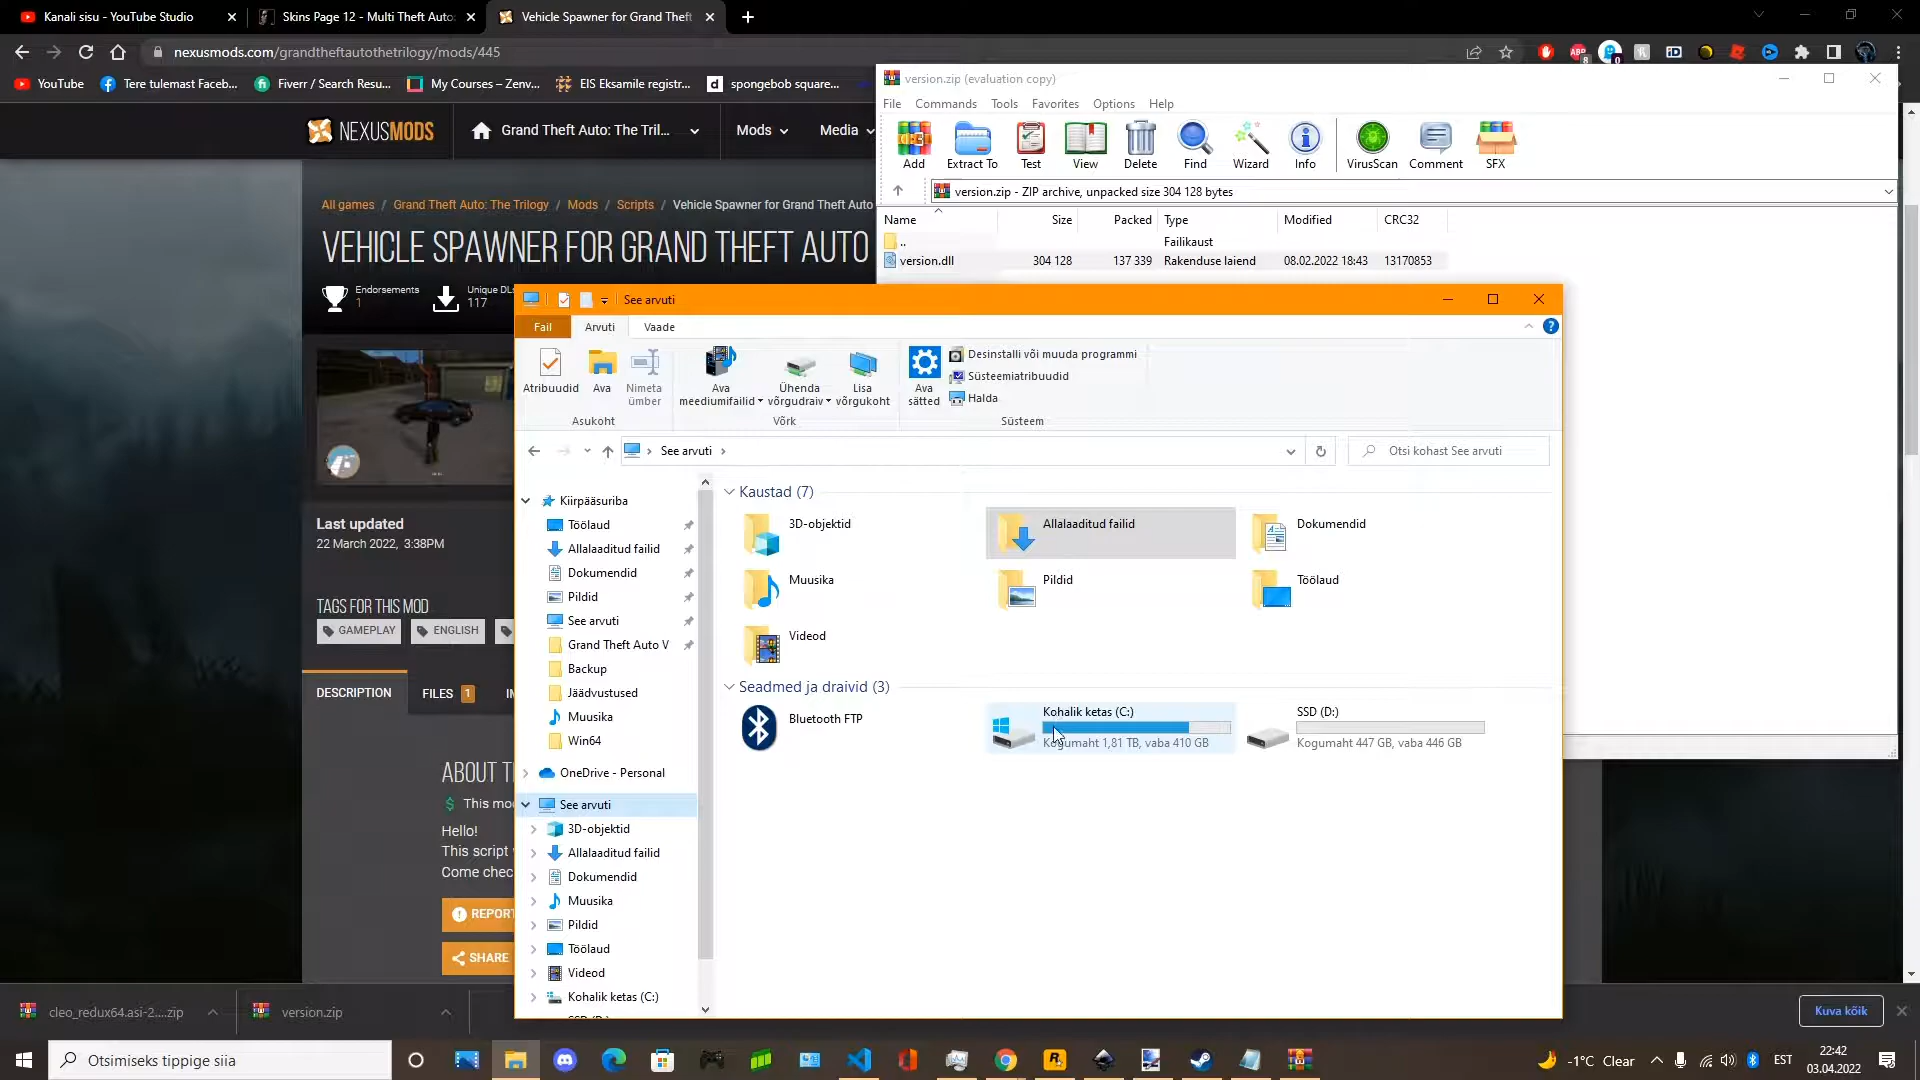 Kanali sisu - YouTube Studio
Skins Page 12 - Multi Theft Auto:
Vehicle Spawner for Grand Theft
nexusmods.com/grandtheftautothetrilogy/mods/445
YouTube
Tere tulemast Faceb...
Fiverr / Search Resu...
My Courses – Zenv...
EIS Eksamile registr...
spongebob square...
NEXUSMODS
Grand Theft Auto: The Tril...
Mods
Media
All games / Grand Theft Auto: The Trilogy / Mods / Scripts / Vehicle Spawner for Grand Theft Auto
VEHICLE SPAWNER FOR GRAND THEFT AUTO
Endorsements
1
Unique DLs
117
Last updated
22 March 2022, 3:38PM
TAGS FOR THIS MOD
GAMEPLAY
ENGLISH
DESCRIPTION
FILES 1
ABOUT T
This mo
Hello!
This script
Come chec
REPORT
SHARE
version.zip (evaluation copy)
File Commands Tools Favorites Options Help
Add
Extract To
Test
View
Delete
Find
Wizard
Info
VirusScan
Comment
SFX
version.zip - ZIP archive, unpacked size 304 128 bytes
Name Size Packed Type Modified CRC32
.. Failikaust
version.dll 304 128 137 339 Rakenduse laiend 08.02.2022 18:43 13170853
See arvuti
Fail Arvuti Vaade
Atribuudid
Ava
Nimeta
ümber
Ava
meediumifailid
Ühenda
võrgudraiv
Lisa
võrgukoht
Ava
sätted
Desinstalli või muuda programmi
Süsteemiatribuudid
Halda
Asukoht
Võrk
Süsteem
See arvuti
Otsi kohast See arvuti
Kiirpääsuriba
Töölaud
Allalaaditud failid
Dokumendid
Pildid
See arvuti
Grand Theft Auto V
Backup
Jäädvustused
Muusika
Win64
OneDrive - Personal
See arvuti
3D-objektid
Allalaaditud failid
Dokumendid
Muusika
Pildid
Töölaud
Videod
Kohalik ketas (C:)
Kaustad (7)
3D-objektid
Allalaaditud failid
Dokumendid
Muusika
Pildid
Töölaud
Videod
Seadmed ja draivid (3)
Bluetooth FTP
Kohalik ketas (C:)
Kogumaht 1,81 TB, vaba 410 GB
SSD (D:)
Kogumaht 447 GB, vaba 446 GB
cleo_redux64.asi-2....zip
version.zip
Kuva kõik
Otsimiseks tippige siia
-1°C Clear
EST
22:42
03.04.2022